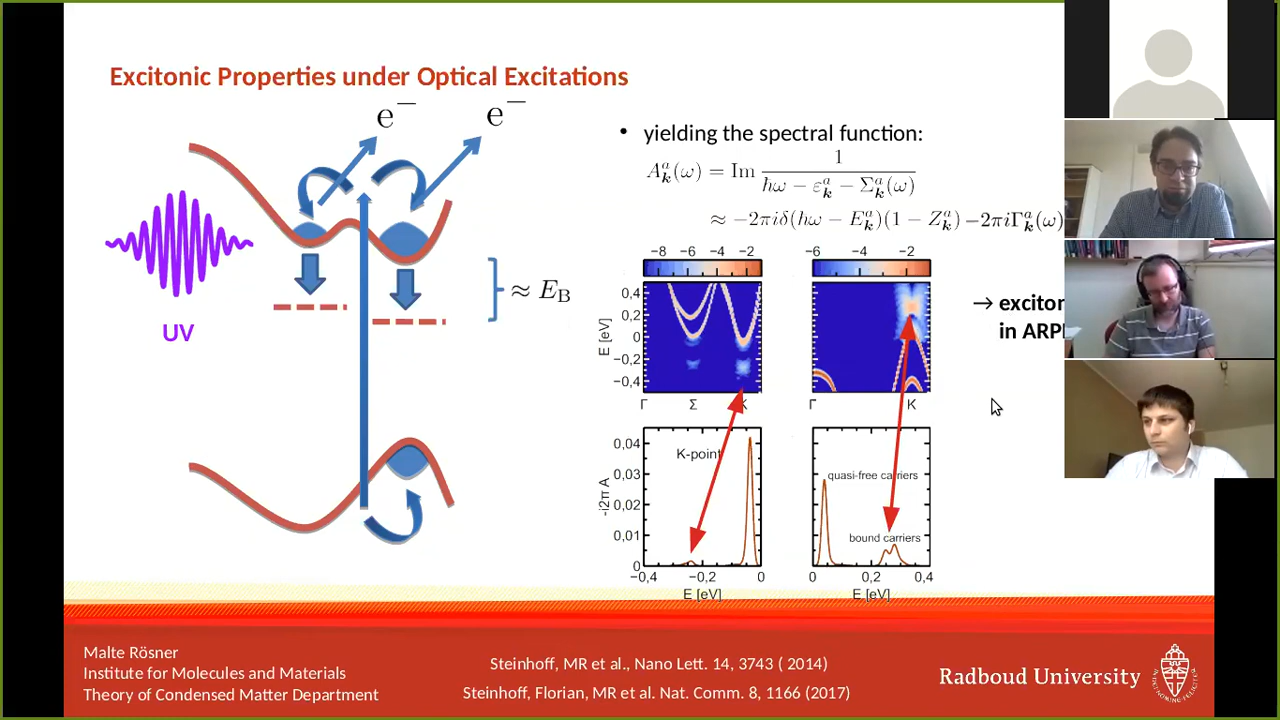 Excitonic Properties under Optical Excitations
e⁻
e⁻
UV
≈ E_B
• yielding the spectral function:
A^a_k(ω) = Im 1 / (ħω − ε^a_k − Σ^a_k(ω))
≈ −2πiδ(ħω − E^a_k)(1 − Z^a_k) −2πiΓ^a_k(ω)
−8 −6 −4 −2
−6 −4 −2
0,4
0,2
0
−0,2
−0,4
E [eV]
Γ Σ K
Γ K
→ exciton
in ARP
0,04
0,03
0,02
0,01
0
-i2π A
K-point
−0,4 −0,2 0
E [eV]
quasi-free carriers
bound carriers
0 0,2 0,4
E [eV]
Malte Rösner
Institute for Molecules and Materials
Theory of Condensed Matter Department
Steinhoff, MR et al., Nano Lett. 14, 3743 ( 2014)
Steinhoff, Florian, MR et al. Nat. Comm. 8, 1166 (2017)
Radboud University